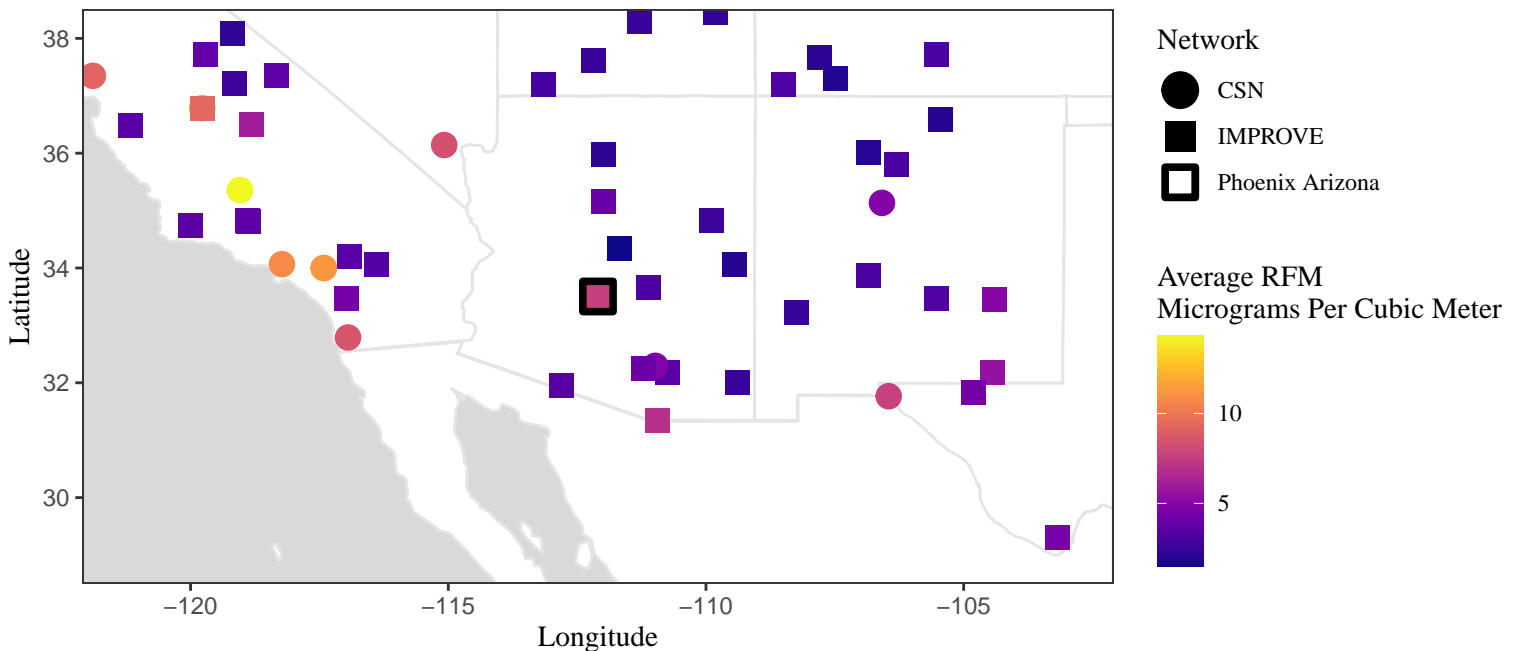 38
36
34
32
30
Latitude
−120
−115
−110
−105
Longitude
Network
CSN
IMPROVE
Phoenix Arizona
Average RFM
Micrograms Per Cubic Meter
10
5